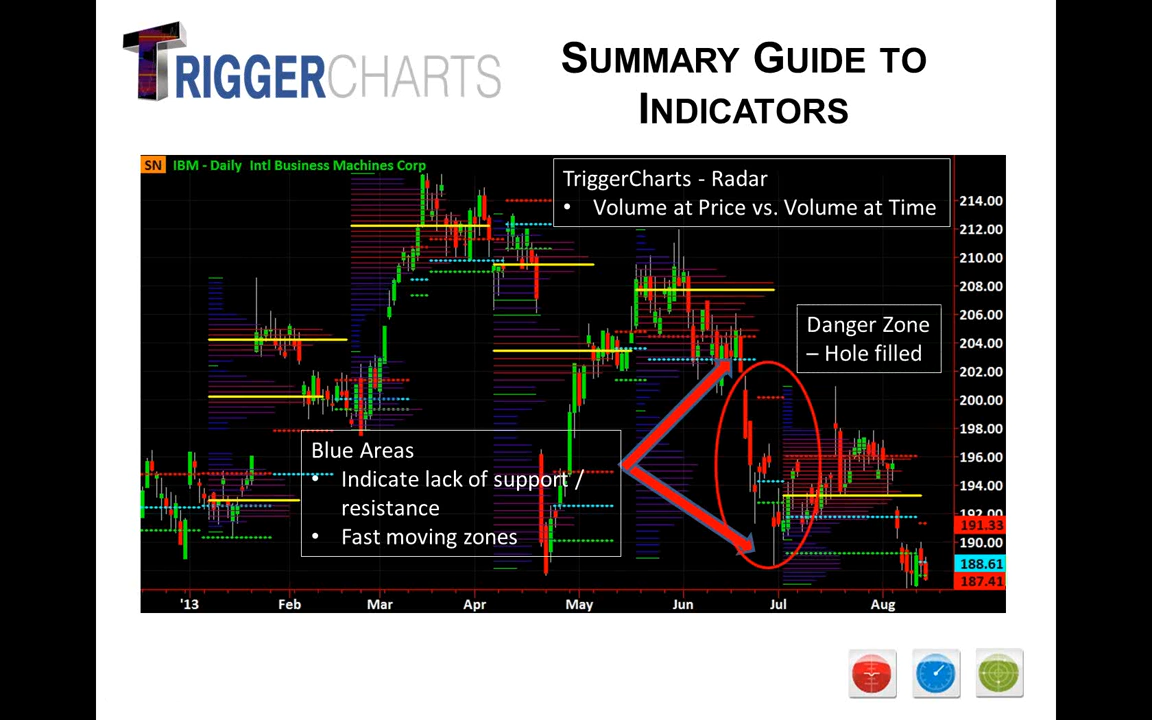 TRIGGERCHARTS
SUMMARY GUIDE TO
INDICATORS
SN IBM - Daily Intl Business Machines Corp
TriggerCharts - Radar
• Volume at Price vs. Volume at Time
214.00
212.00
210.00
208.00
206.00
204.00
202.00
200.00
198.00
196.00
194.00
192.00
191.33
190.00
188.61
187.41
Danger Zone
– Hole filled
Blue Areas
• Indicate lack of support /
resistance
• Fast moving zones
'13 Feb Mar Apr May Jun Jul Aug